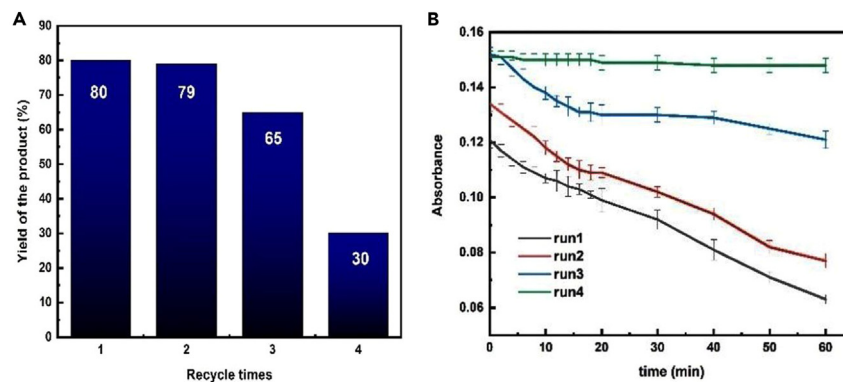 A
Yield of the product (%)
90
80
70
60
50
40
30
20
10
0
80
79
65
30
1 2 3 4
Recycle times
B
Absorbance
0.16
0.14
0.12
0.10
0.08
0.06
run1
run2
run3
run4
0 10 20 30 40 50 60
time (min)